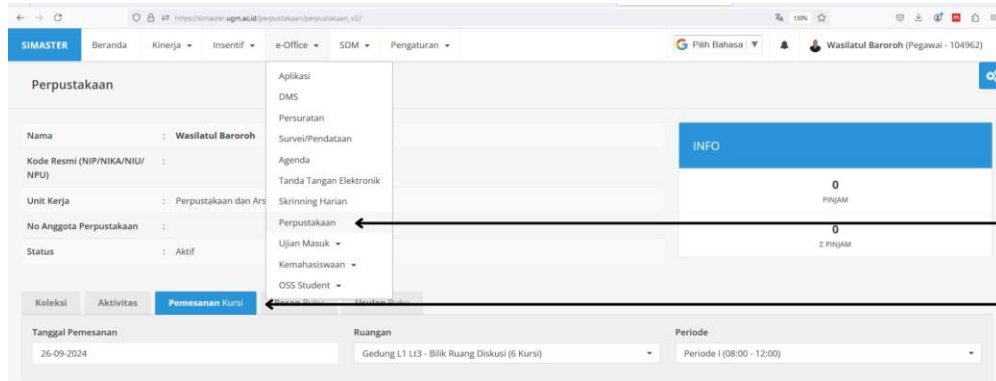 https://simaster.ugm.ac.id/perpustakaan/perpustakaan_v2/
130%
SIMASTER Beranda Kinerja Insentif e-Office SDM Pengaturan
G Pilih Bahasa ▼
Wasilatul Baroroh (Pegawai - 104962)
Perpustakaan
Aplikasi
DMS
Persuratan
Survei/Pendataan
Agenda
Tanda Tangan Elektronik
Skrinning Harian
Perpustakaan
Ujian Masuk
Kemahasiswaan
OSS Student
Nama : Wasilatul Baroroh
Kode Resmi (NIP/NIKA/NIU/
NPU) :
Unit Kerja : Perpustakaan dan Ars
No Anggota Perpustakaan :
Status : Aktif
INFO
0
PINJAM
0
Σ PINJAM
Koleksi Aktivitas Pemesanan Kursi Pesan Buku Usulan Buku
Tanggal Pemesanan Ruangan Periode
26-09-2024 Gedung L1 Lt3 - Bilik Ruang Diskusi (6 Kursi) Periode I (08:00 - 12:00)